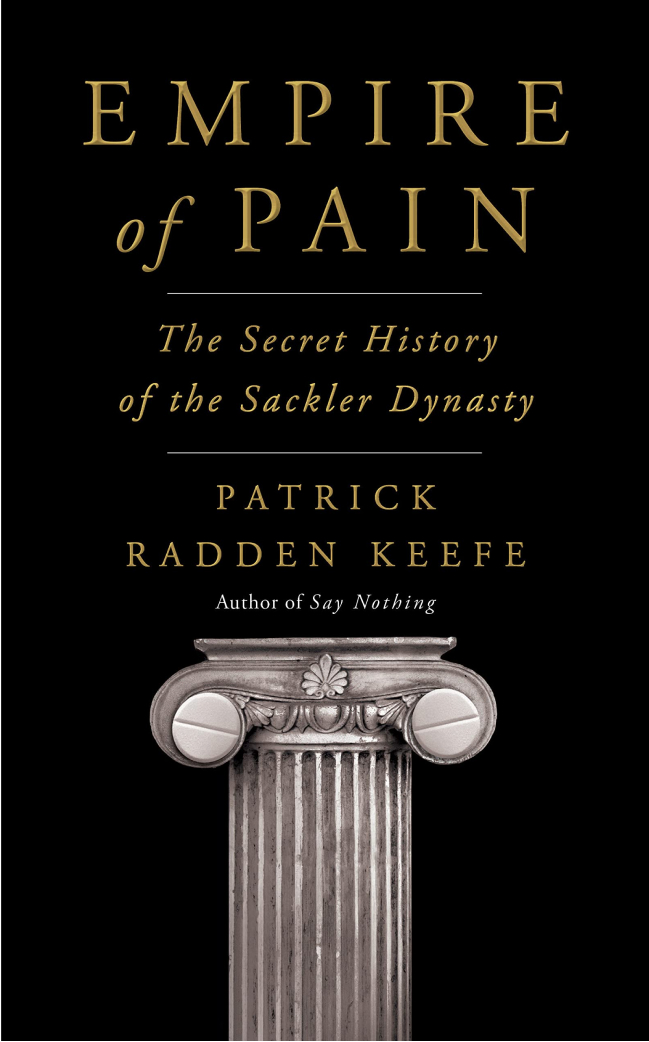 EMPIRE
of PAIN
The Secret History
of the Sackler Dynasty
PATRICK
RADDEN KEEFE
Author of Say Nothing